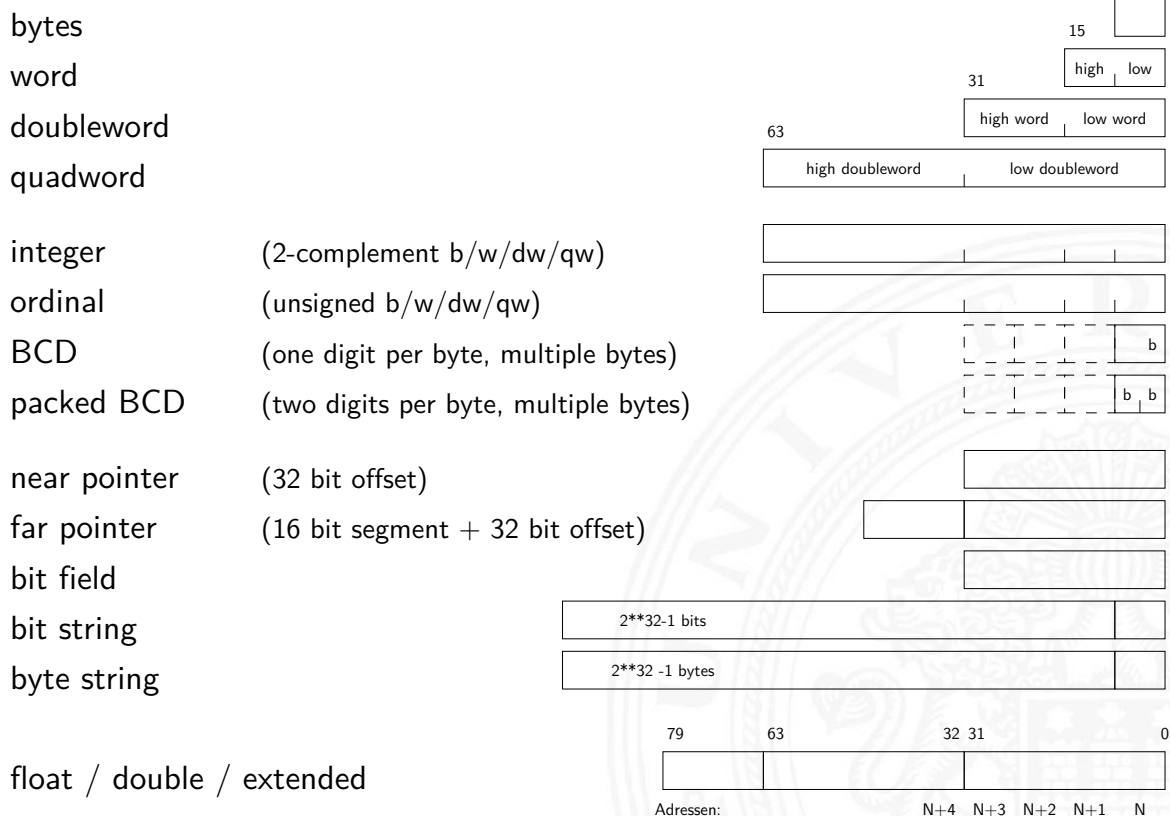 bytes
15
word high low
31
doubleword high word low word
63
quadword high doubleword low doubleword
integer (2-complement b/w/dw/qw)
ordinal (unsigned b/w/dw/qw)
BCD (one digit per byte, multiple bytes) b
packed BCD (two digits per byte, multiple bytes) b b
near pointer (32 bit offset)
far pointer (16 bit segment + 32 bit offset)
bit field
bit string 2**32-1 bits
byte string 2**32 -1 bytes
79 63 32 31 0
float / double / extended
Adressen: N+4 N+3 N+2 N+1 N